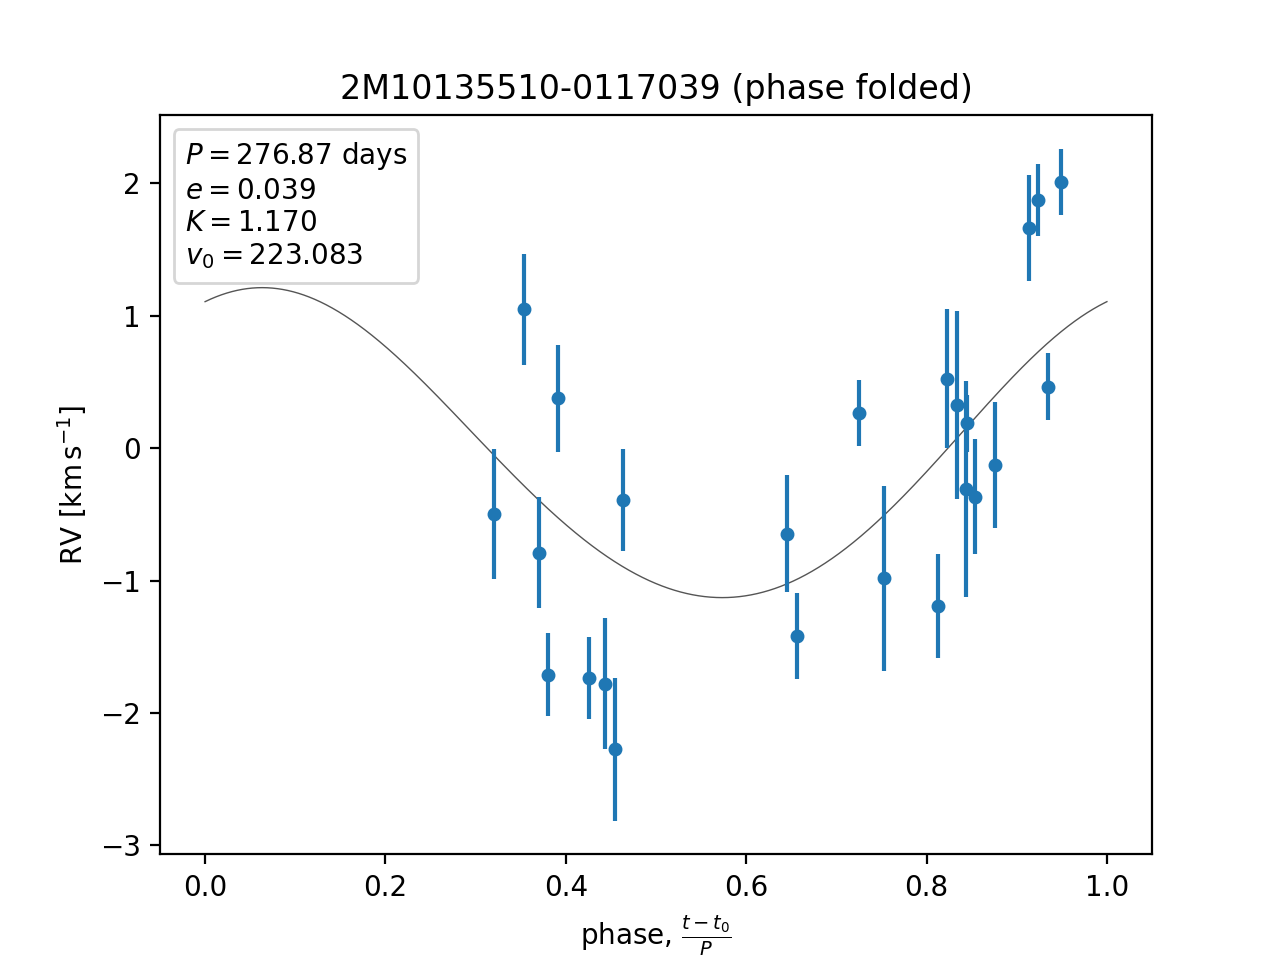 2M10135510-0117039 (phase folded)
P = 276.87 days
e = 0.039
K = 1.170
v₀ = 223.083
2
1
0
−1
−2
−3
RV [km s⁻¹]
0.0 0.2 0.4 0.6 0.8 1.0
phase, (t − t₀)/P